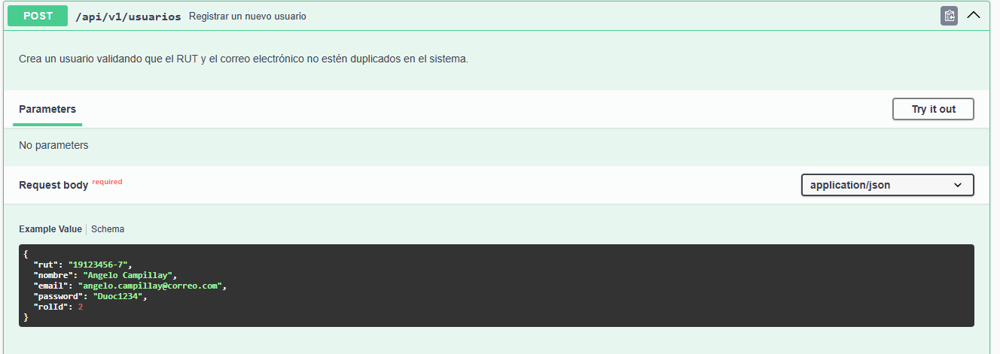 POST /api/v1/usuarios Registrar un nuevo usuario
Crea un usuario validando que el RUT y el correo electrónico no estén duplicados en el sistema.
Parameters Try it out
No parameters
Request body required application/json
Example Value Schema
{
"rut": "19123456-7",
"nombre": "Angelo Campillay",
"email": "angelo.campillay@correo.com",
"password": "Duoc1234",
"rolId": 2
}